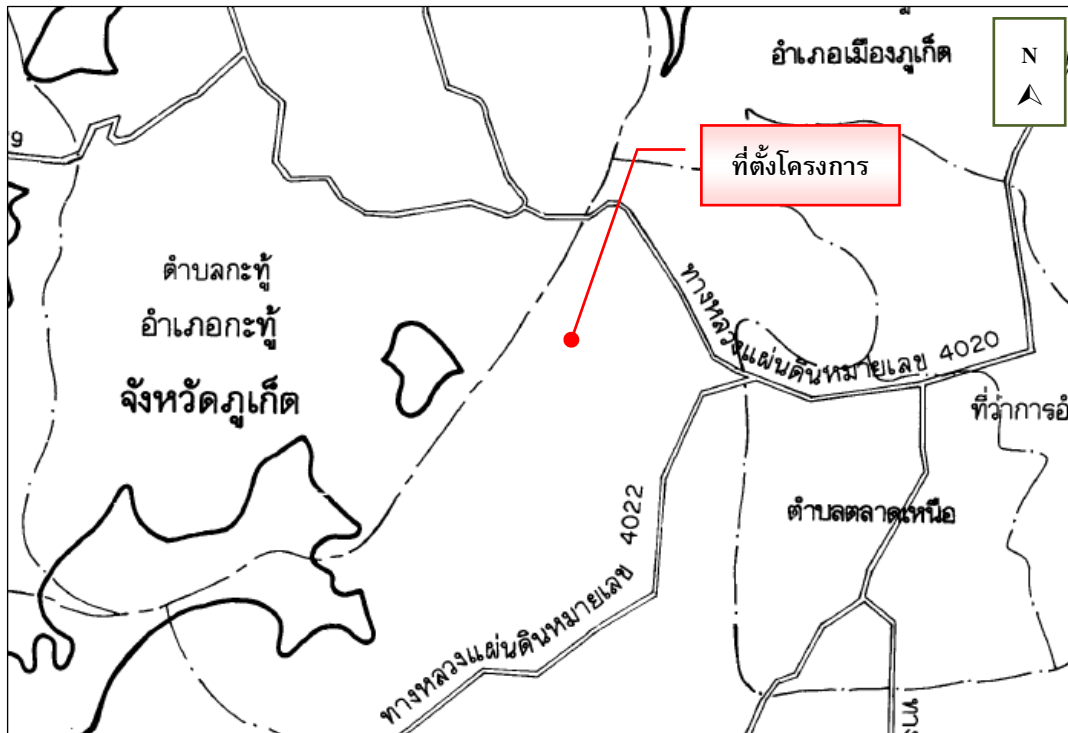 อำเภอเมืองภูเก็ต
N
ที่ตั้งโครงการ
9
ตำบลกะทู้
อำเภอกะทู้
จังหวัดภูเก็ต
ทางหลวงแผ่นดินหมายเลข 4020
ที่ว่าการอำ
ตำบลตลาดเหนือ
ทางหลวงแผ่นดินหมายเลข 4022